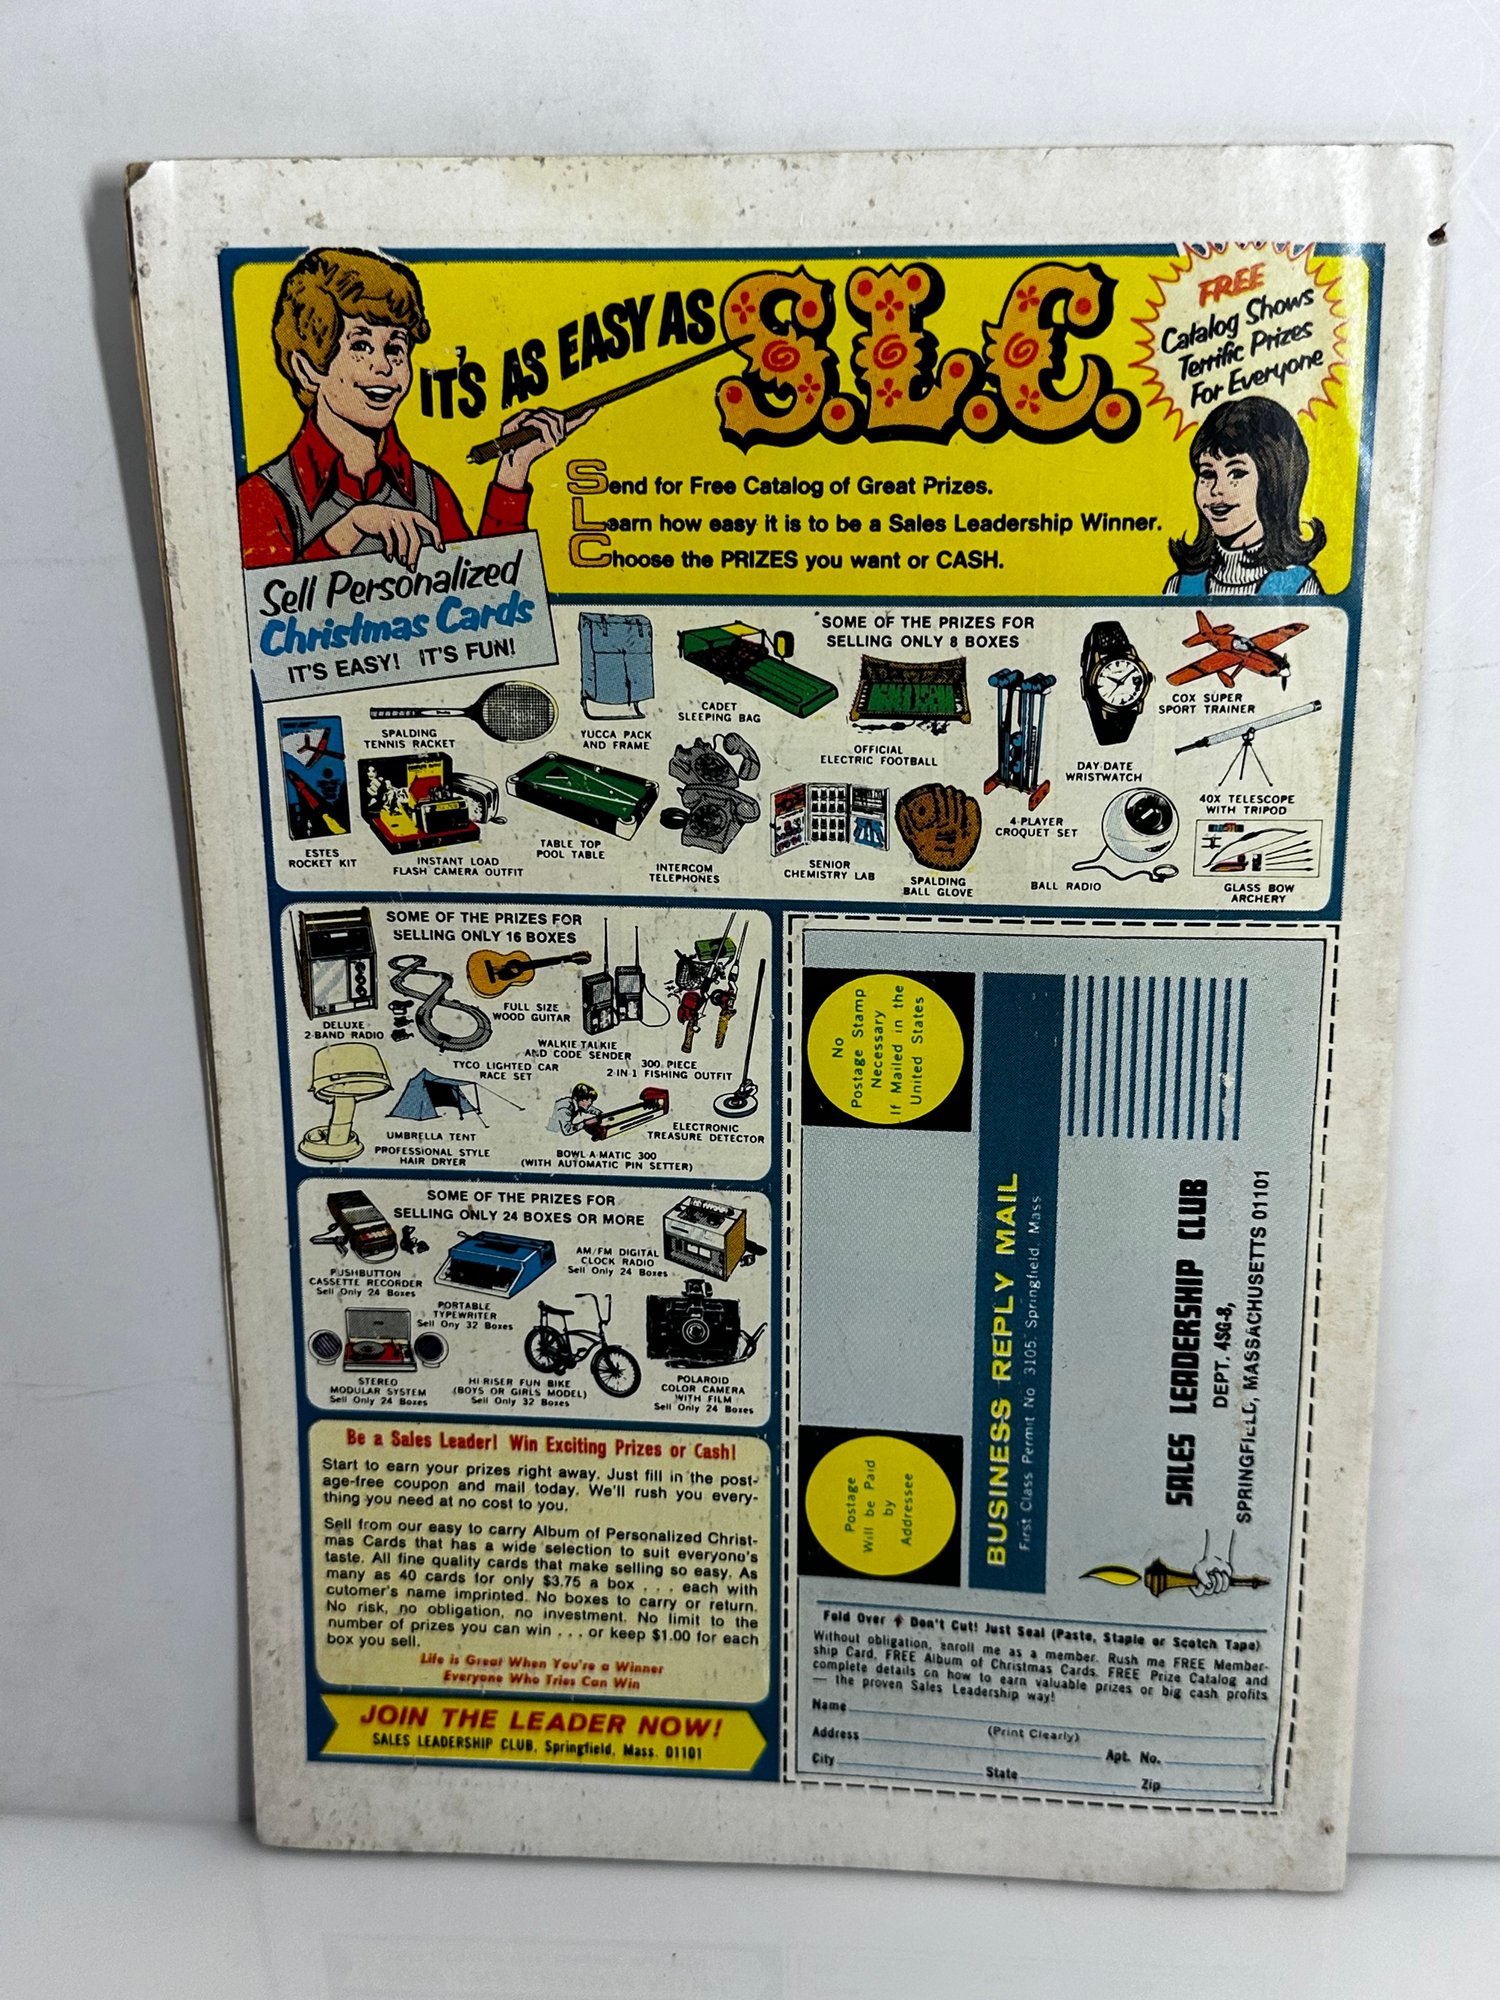 IT'S AS EASY AS S.L.C.
FREE
Catalog Shows
Terrific Prizes
For Everyone
Send for Free Catalog of Great Prizes.
Learn how easy it is to be a Sales Leadership Winner.
Choose the PRIZES you want or CASH.
Sell Personalized
Christmas Cards
IT'S EASY! IT'S FUN!
SOME OF THE PRIZES FOR
SELLING ONLY 8 BOXES
SPALDING
TENNIS RACKET
YUCCA PACK
AND FRAME
CADET
SLEEPING BAG
OFFICIAL
ELECTRIC FOOTBALL
DAY-DATE
WRISTWATCH
COX SUPER
SPORT TRAINER
40X TELESCOPE
WITH TRIPOD
ESTES
ROCKET KIT
INSTANT LOAD
FLASH CAMERA OUTFIT
TABLE TOP
POOL TABLE
INTERCOM
TELEPHONES
SENIOR
CHEMISTRY LAB
SPALDING
BALL GLOVE
4-PLAYER
CROQUET SET
BALL RADIO
GLASS BOW
ARCHERY
SOME OF THE PRIZES FOR
SELLING ONLY 16 BOXES
DELUXE
2-BAND RADIO
FULL SIZE
WOOD GUITAR
WALKIE-TALKIE
AND CODE SENDER
TYCO LIGHTED CAR
RACE SET
300 PIECE
2-IN-1 FISHING OUTFIT
UMBRELLA TENT
PROFESSIONAL STYLE
HAIR DRYER
BOWL-A-MATIC 300
(WITH AUTOMATIC PIN SETTER)
ELECTRONIC
TREASURE DETECTOR
SOME OF THE PRIZES FOR
SELLING ONLY 24 BOXES OR MORE
PUSHBUTTON
CASSETTE RECORDER
Sell Only 24 Boxes
PORTABLE
TYPEWRITER
Sell Ony 32 Boxes
AM/FM DIGITAL
CLOCK RADIO
Sell Only 24 Boxes
STEREO
MODULAR SYSTEM
Sell Only 24 Boxes
HI-RISER FUN BIKE
(BOYS OR GIRLS MODEL)
Sell Only 32 Boxes
POLAROID
COLOR CAMERA
WITH FILM
Sell Only 24 Boxes
Be a Sales Leader! Win Exciting Prizes or Cash!
Start to earn your prizes right away. Just fill in the post-
age-free coupon and mail today. We'll rush you every-
thing you need at no cost to you.
Sell from our easy to carry Album of Personalized Christ-
mas Cards that has a wide selection to suit everyone's
taste. All fine quality cards that make selling so easy. As
many as 40 cards for only $3.75 a box . . . each with
cutomer's name imprinted. No boxes to carry or return.
No risk, no obligation, no investment. No limit to the
number of prizes you can win . . . or keep $1.00 for each
box you sell.
Life is Great When You're a Winner
Everyone Who Tries Can Win
JOIN THE LEADER NOW!
SALES LEADERSHIP CLUB, Springfield, Mass. 01101
No
Postage Stamp
Necessary
If Mailed in the
United States
Postage
Will be Paid
by
Addressee
BUSINESS REPLY MAIL
First Class Permit No. 3105, Springfield, Mass
SALES LEADERSHIP CLUB
DEPT. 4SG-8,
SPRINGFIELD, MASSACHUSETTS 01101
Fold Over Don't Cut! Just Seal (Paste, Staple or Scotch Tape)
Without obligation, enroll me as a member. Rush me FREE Member-
ship Card, FREE Album of Christmas Cards, FREE Prize Catalog and
complete details on how to earn valuable prizes or big cash profits
— the proven Sales Leadership way!
Name
Address (Print Clearly) Apt. No.
City State Zip